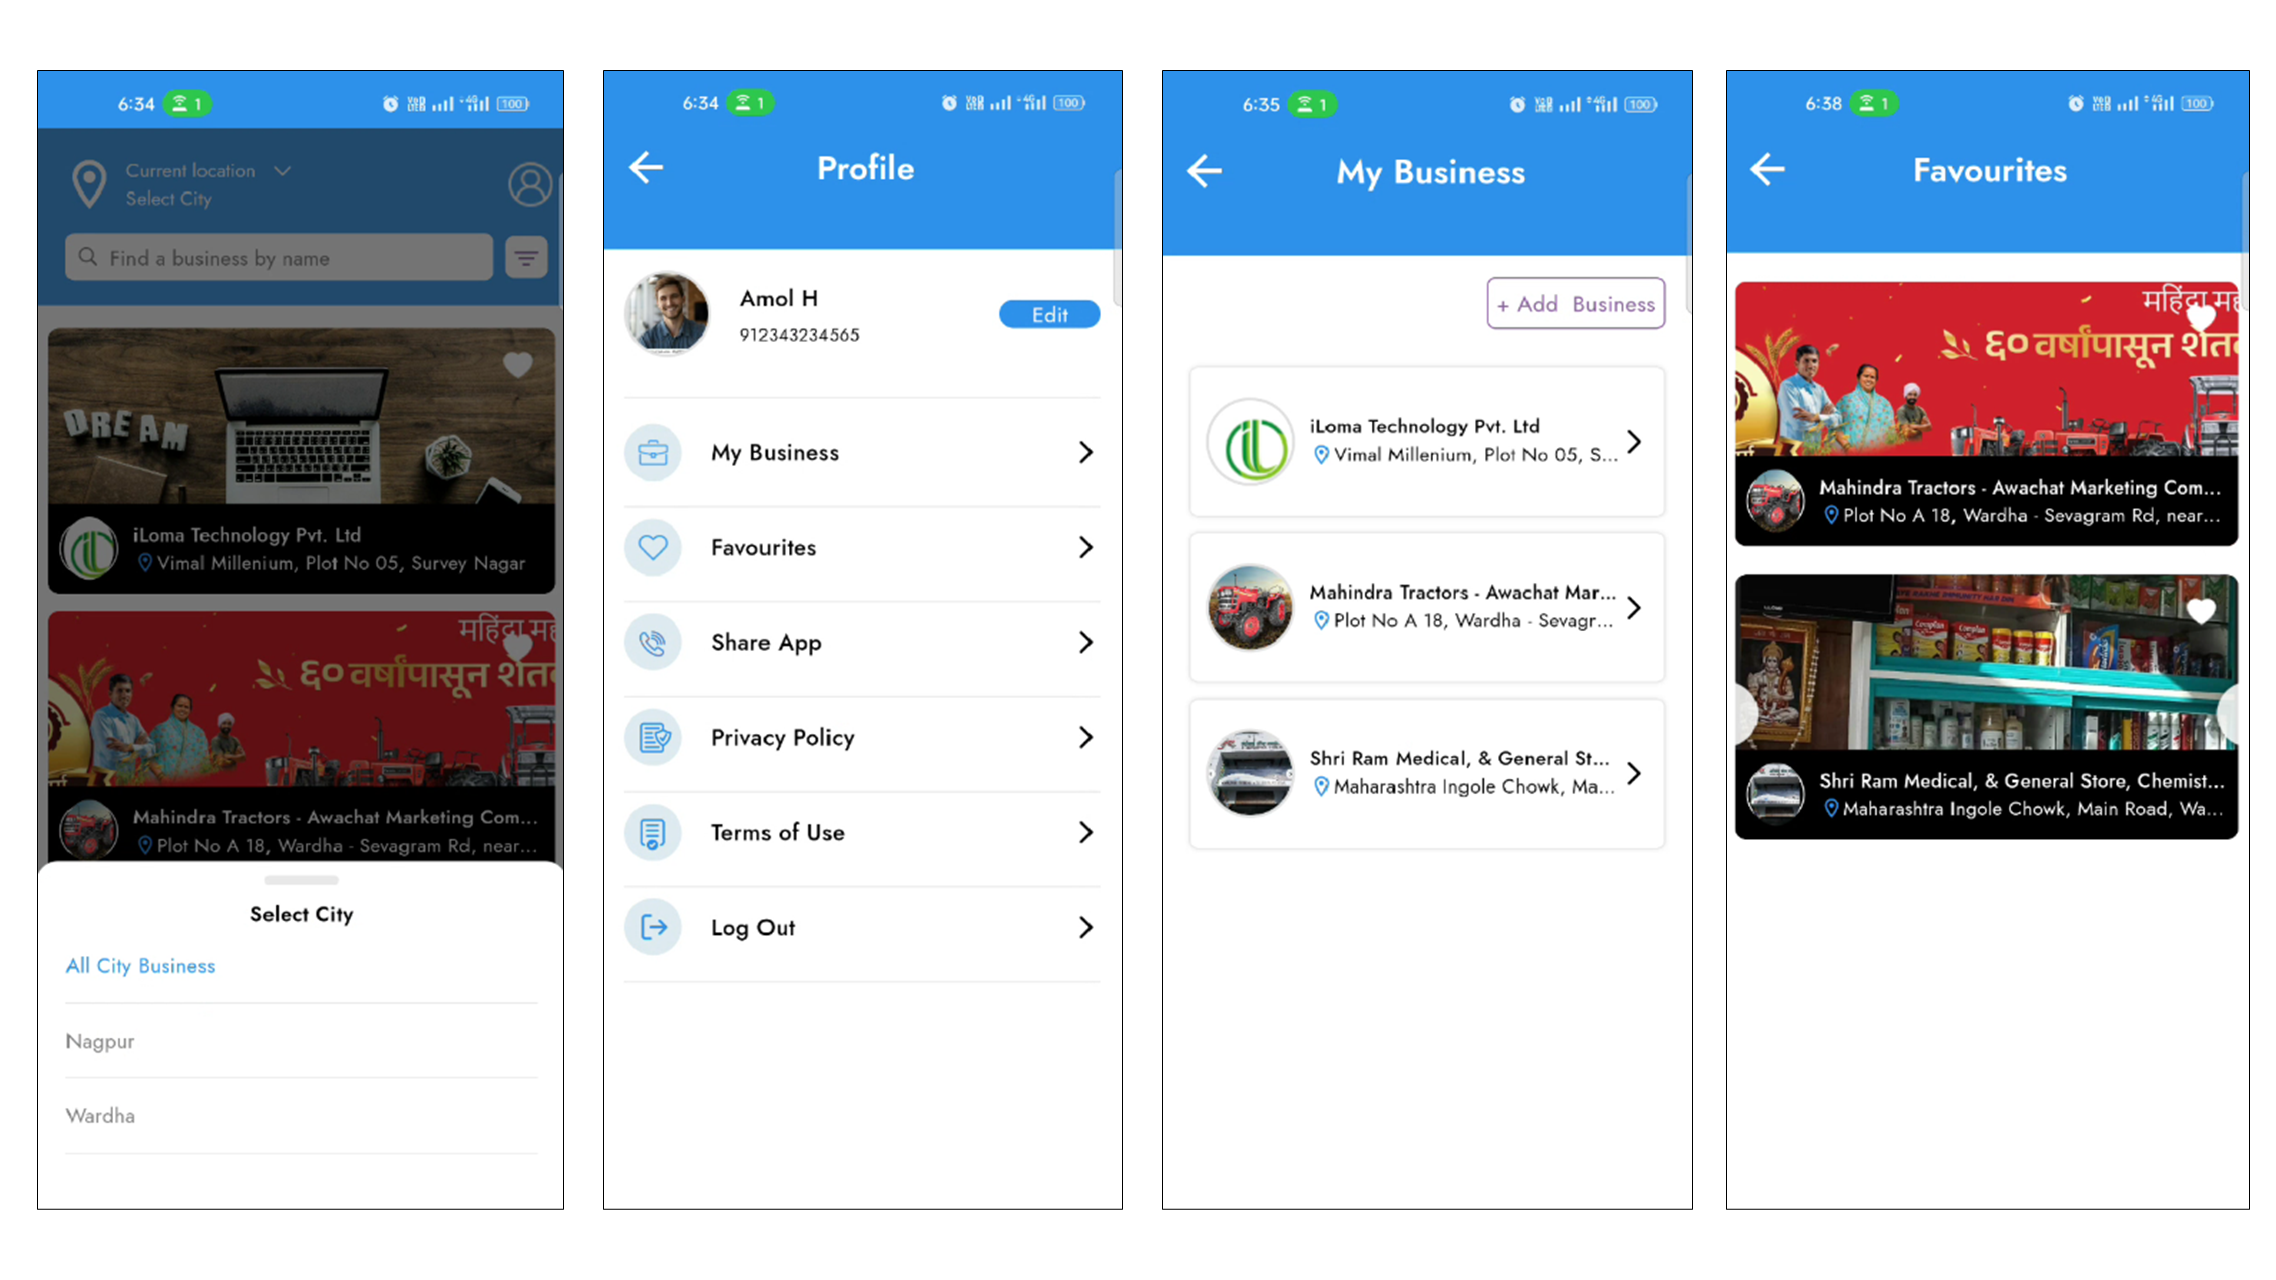 6:34 1
VoB LTE 4G 100
Current location
Select City
Find a business by name
DREAM
iLoma Technology Pvt. Ltd
Vimal Millenium, Plot No 05, Survey Nagar
महिंद्रा
६० वर्षांपासून
Mahindra Tractors - Awachat Marketing Com...
Plot No A 18, Wardha - Sevagram Rd, near...
Select City
All City Business
Nagpur
Wardha
6:34 1
100
Profile
Amol H
912343234565
Edit
My Business
Favourites
Share App
Privacy Policy
Terms of Use
Log Out
6:35 1
100
My Business
+ Add Business
iLoma Technology Pvt. Ltd
Vimal Millenium, Plot No 05, S...
Mahindra Tractors - Awachat Mar...
Plot No A 18, Wardha - Sevagr...
Shri Ram Medical, & General St...
Maharashtra Ingole Chowk, Ma...
6:38 1
100
Favourites
महिंद्रा
६० वर्षांपासून
Mahindra Tractors - Awachat Marketing Com...
Plot No A 18, Wardha - Sevagram Rd, near...
Complan Complan
Shri Ram Medical, & General Store, Chemist...
Maharashtra Ingole Chowk, Main Road, Wa...